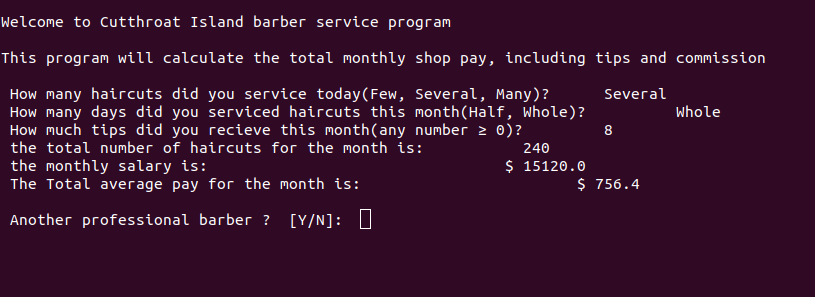 Welcome to Cutthroat Island barber service program
This program will calculate the total monthly shop pay, including tips and commission
How many haircuts did you service today(Few, Several, Many)? Several
How many days did you serviced haircuts this month(Half, Whole)? Whole
How much tips did you recieve this month(any number ≥ 0)? 8
the total number of haircuts for the month is: 240
the monthly salary is: $ 15120.0
The Total average pay for the month is: $ 756.4
Another professional barber ? [Y/N]: